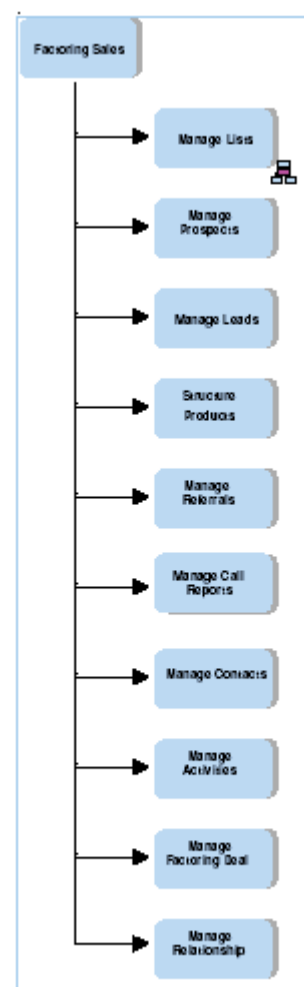 Factoring Sales
Manage Lists
Manage
Prospects
Manage Leads
Structure
Products
Manage
Referrals
Manage Call
Reports
Manage Contacts
Manage
Activities
Manage
Factoring Deal
Manage
Relationship